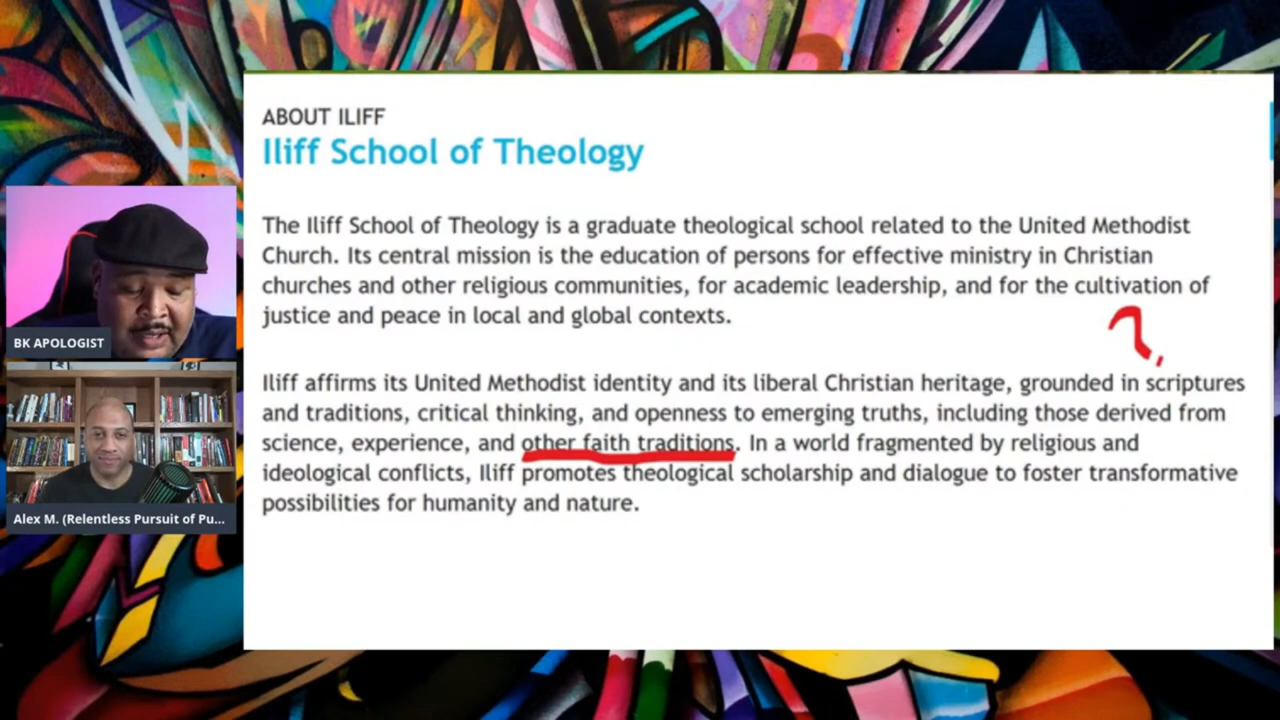 ABOUT ILIFF
Iliff School of Theology
The Iliff School of Theology is a graduate theological school related to the United Methodist
Church. Its central mission is the education of persons for effective ministry in Christian
churches and other religious communities, for academic leadership, and for the cultivation of
justice and peace in local and global contexts.
?
Iliff affirms its United Methodist identity and its liberal Christian heritage, grounded in scriptures
and traditions, critical thinking, and openness to emerging truths, including those derived from
science, experience, and other faith traditions. In a world fragmented by religious and
ideological conflicts, Iliff promotes theological scholarship and dialogue to foster transformative
possibilities for humanity and nature.
BK APOLOGIST
Alex M. (Relentless Pursuit of Pu...